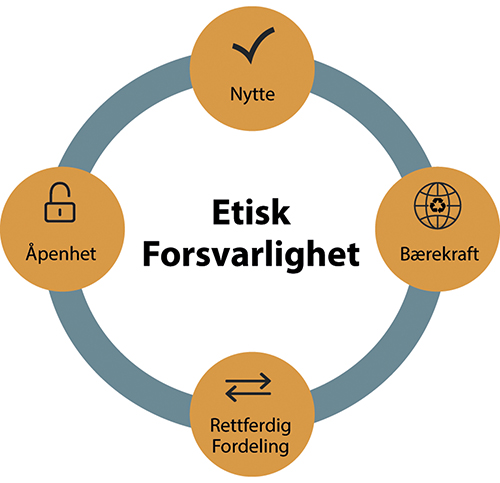 Nytte
Åpenhet
Etisk
Forsvarlighet
Bærekraft
Rettferdig
Fordeling